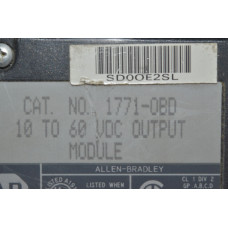 SD00E2SL
CAT. NO. 1771-OBD
10 TO 60 VDC OUTPUT
MODULE
ALLEN-BRADLEY
LISTED WHEN
CL 1 DIV 2
GP A,B,C,D